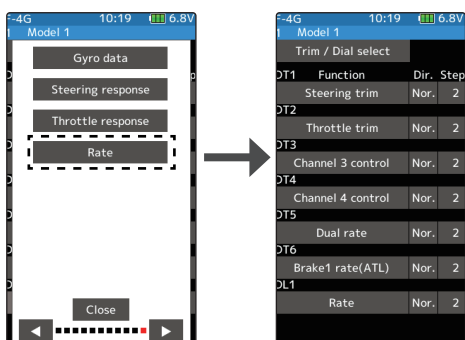 F-4G 10:19 6.8V
1 Model 1
Gyro data
Steering response
Throttle response
Rate
Close
F-4G 10:19 6.8V
1 Model 1
Trim / Dial select
DT1 Function Dir. Step
Steering trim Nor. 2
DT2
Throttle trim Nor. 2
DT3
Channel 3 control Nor. 2
DT4
Channel 4 control Nor. 2
DT5
Dual rate Nor. 2
DT6
Brake1 rate(ATL) Nor. 2
DL1
Rate Nor. 2